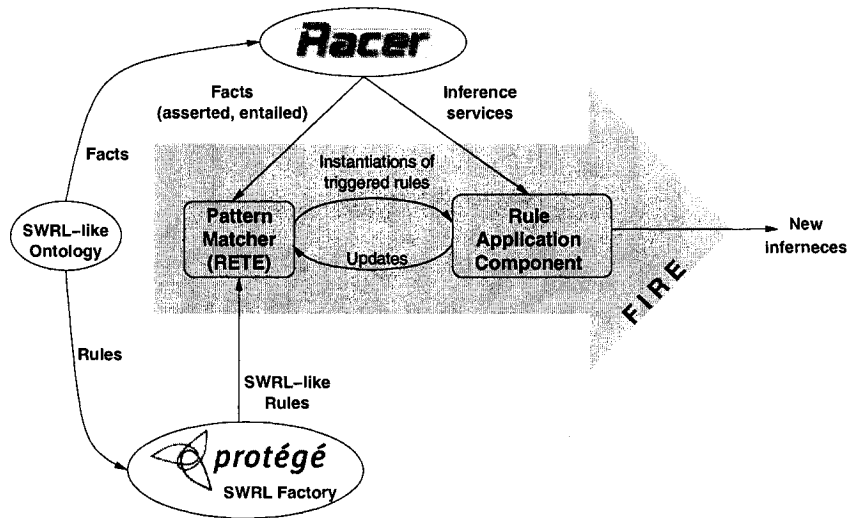 Racer
Facts
(asserted, entailed)
Inference
services
Facts
Instantiations of
triggered rules
SWRL-like
Ontology
Pattern
Matcher
(RETE)
Rule
Application
Component
New
inferneces
Updates
FIRE
Rules
SWRL-like
Rules
protégé
SWRL Factory